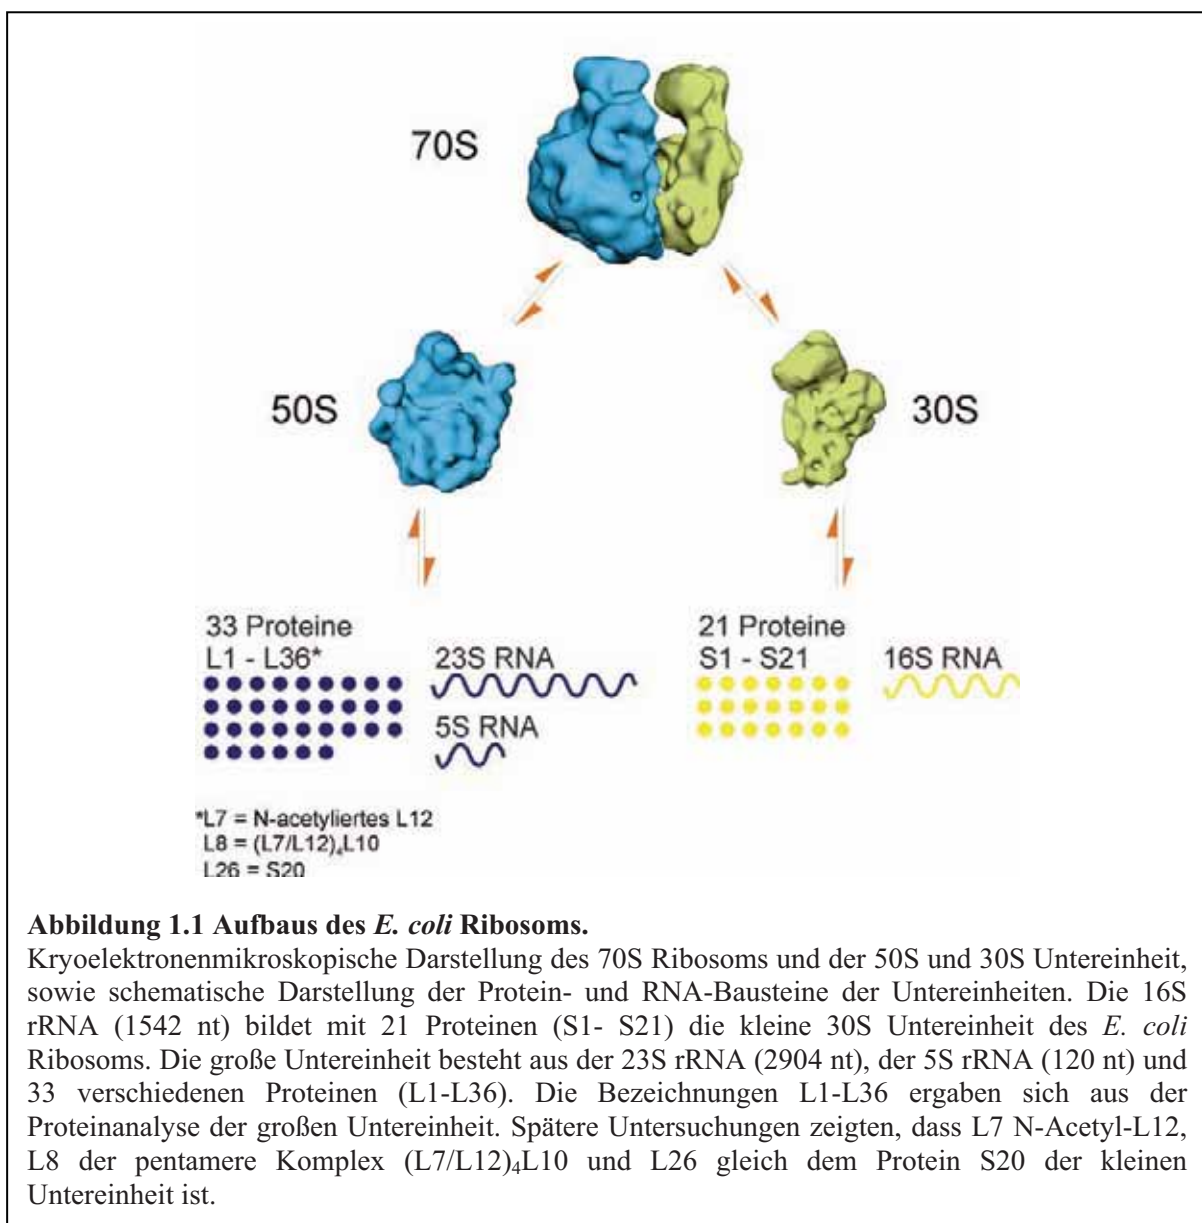 70S
50S
30S
33 Proteine
L1 - L36*
23S RNA
5S RNA
21 Proteine
S1 - S21
16S RNA
*L7 = N-acetyliertes L12
L8 = (L7/L12)₄L10
L26 = S20
Abbildung 1.1 Aufbaus des E. coli Ribosoms.
Kryoelektronenmikroskopische Darstellung des 70S Ribosoms und der 50S und 30S Untereinheit,
sowie schematische Darstellung der Protein- und RNA-Bausteine der Untereinheiten. Die 16S
rRNA (1542 nt) bildet mit 21 Proteinen (S1- S21) die kleine 30S Untereinheit des E. coli
Ribosoms. Die große Untereinheit besteht aus der 23S rRNA (2904 nt), der 5S rRNA (120 nt) und
33 verschiedenen Proteinen (L1-L36). Die Bezeichnungen L1-L36 ergaben sich aus der
Proteinanalyse der großen Untereinheit. Spätere Untersuchungen zeigten, dass L7 N-Acetyl-L12,
L8 der pentamere Komplex (L7/L12)₄L10 und L26 gleich dem Protein S20 der kleinen
Untereinheit ist.